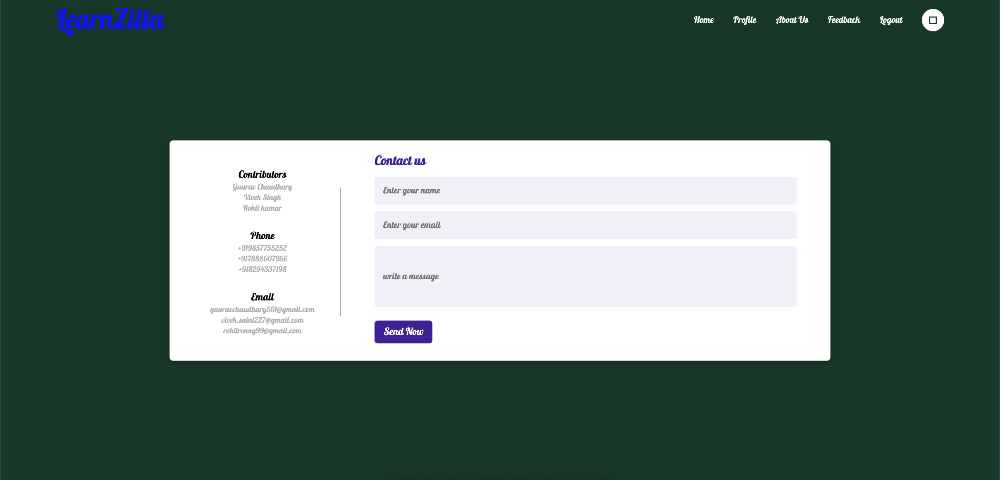 LearnZilla
Home Profile About Us Feedback Logout
Contributors
Gaurav Chaudhary
Vivek Singh
Rohit kumar
Phone
+919857755252
+917888607956
+918294337198
Email
gauravchaudhary561@gmail.com
vivek.saini227@gmail.com
rohitronny99@gmail.com
Contact us
Enter your name
Enter your email
write a message
Send Now